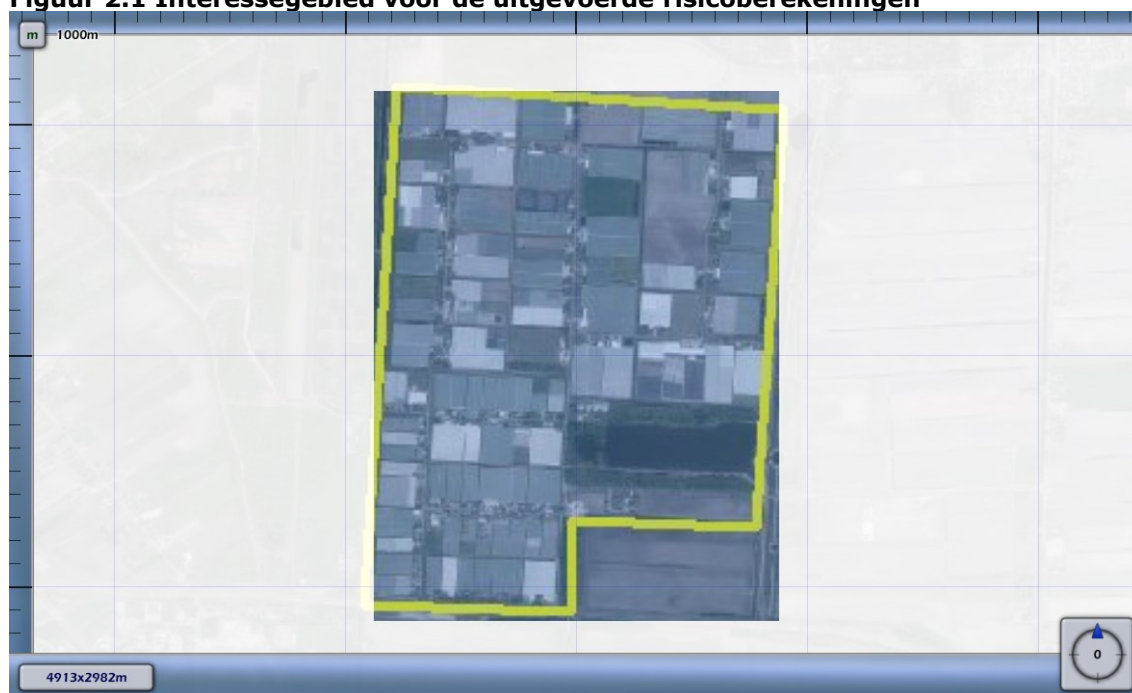 Figuur 2.1 Interessegebied voor de uitgevoerde risicoberekeningen
m 1000m
0
4913x2982m